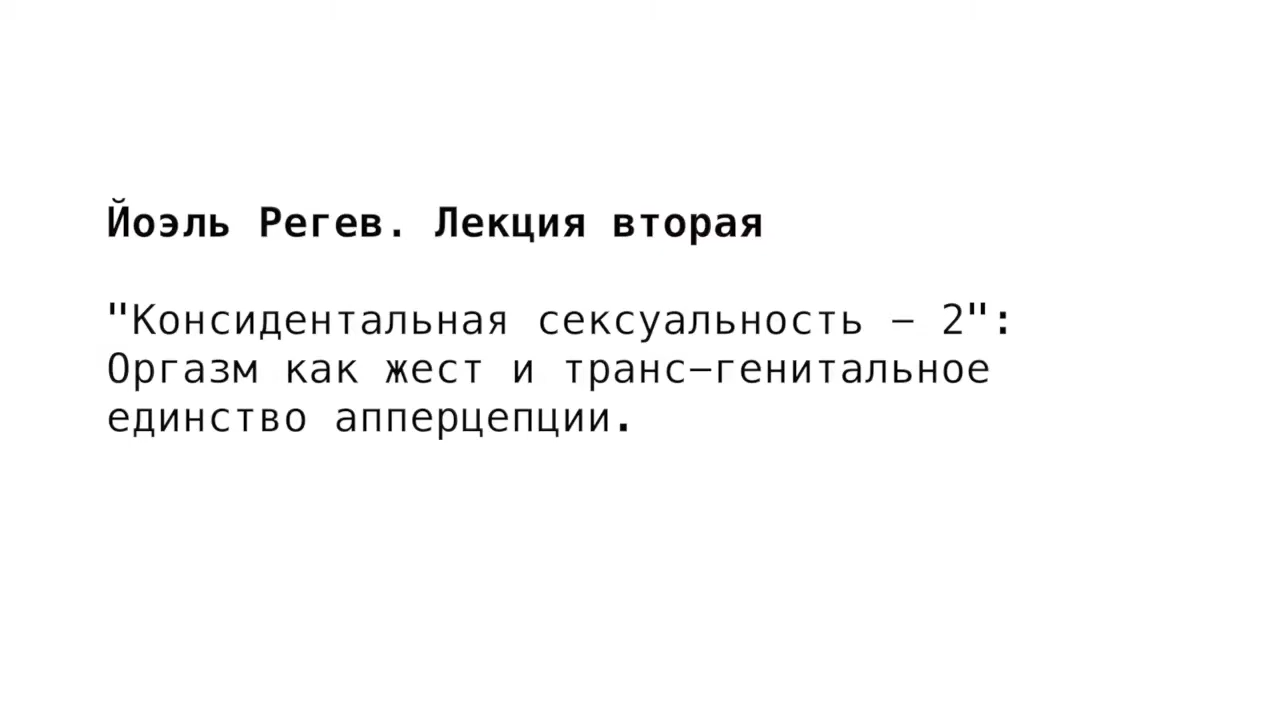 Йоэль Регев. Лекция вторая
"Консидентальная сексуальность – 2":
Оргазм как жест и транс–генитальное
единство апперцепции.